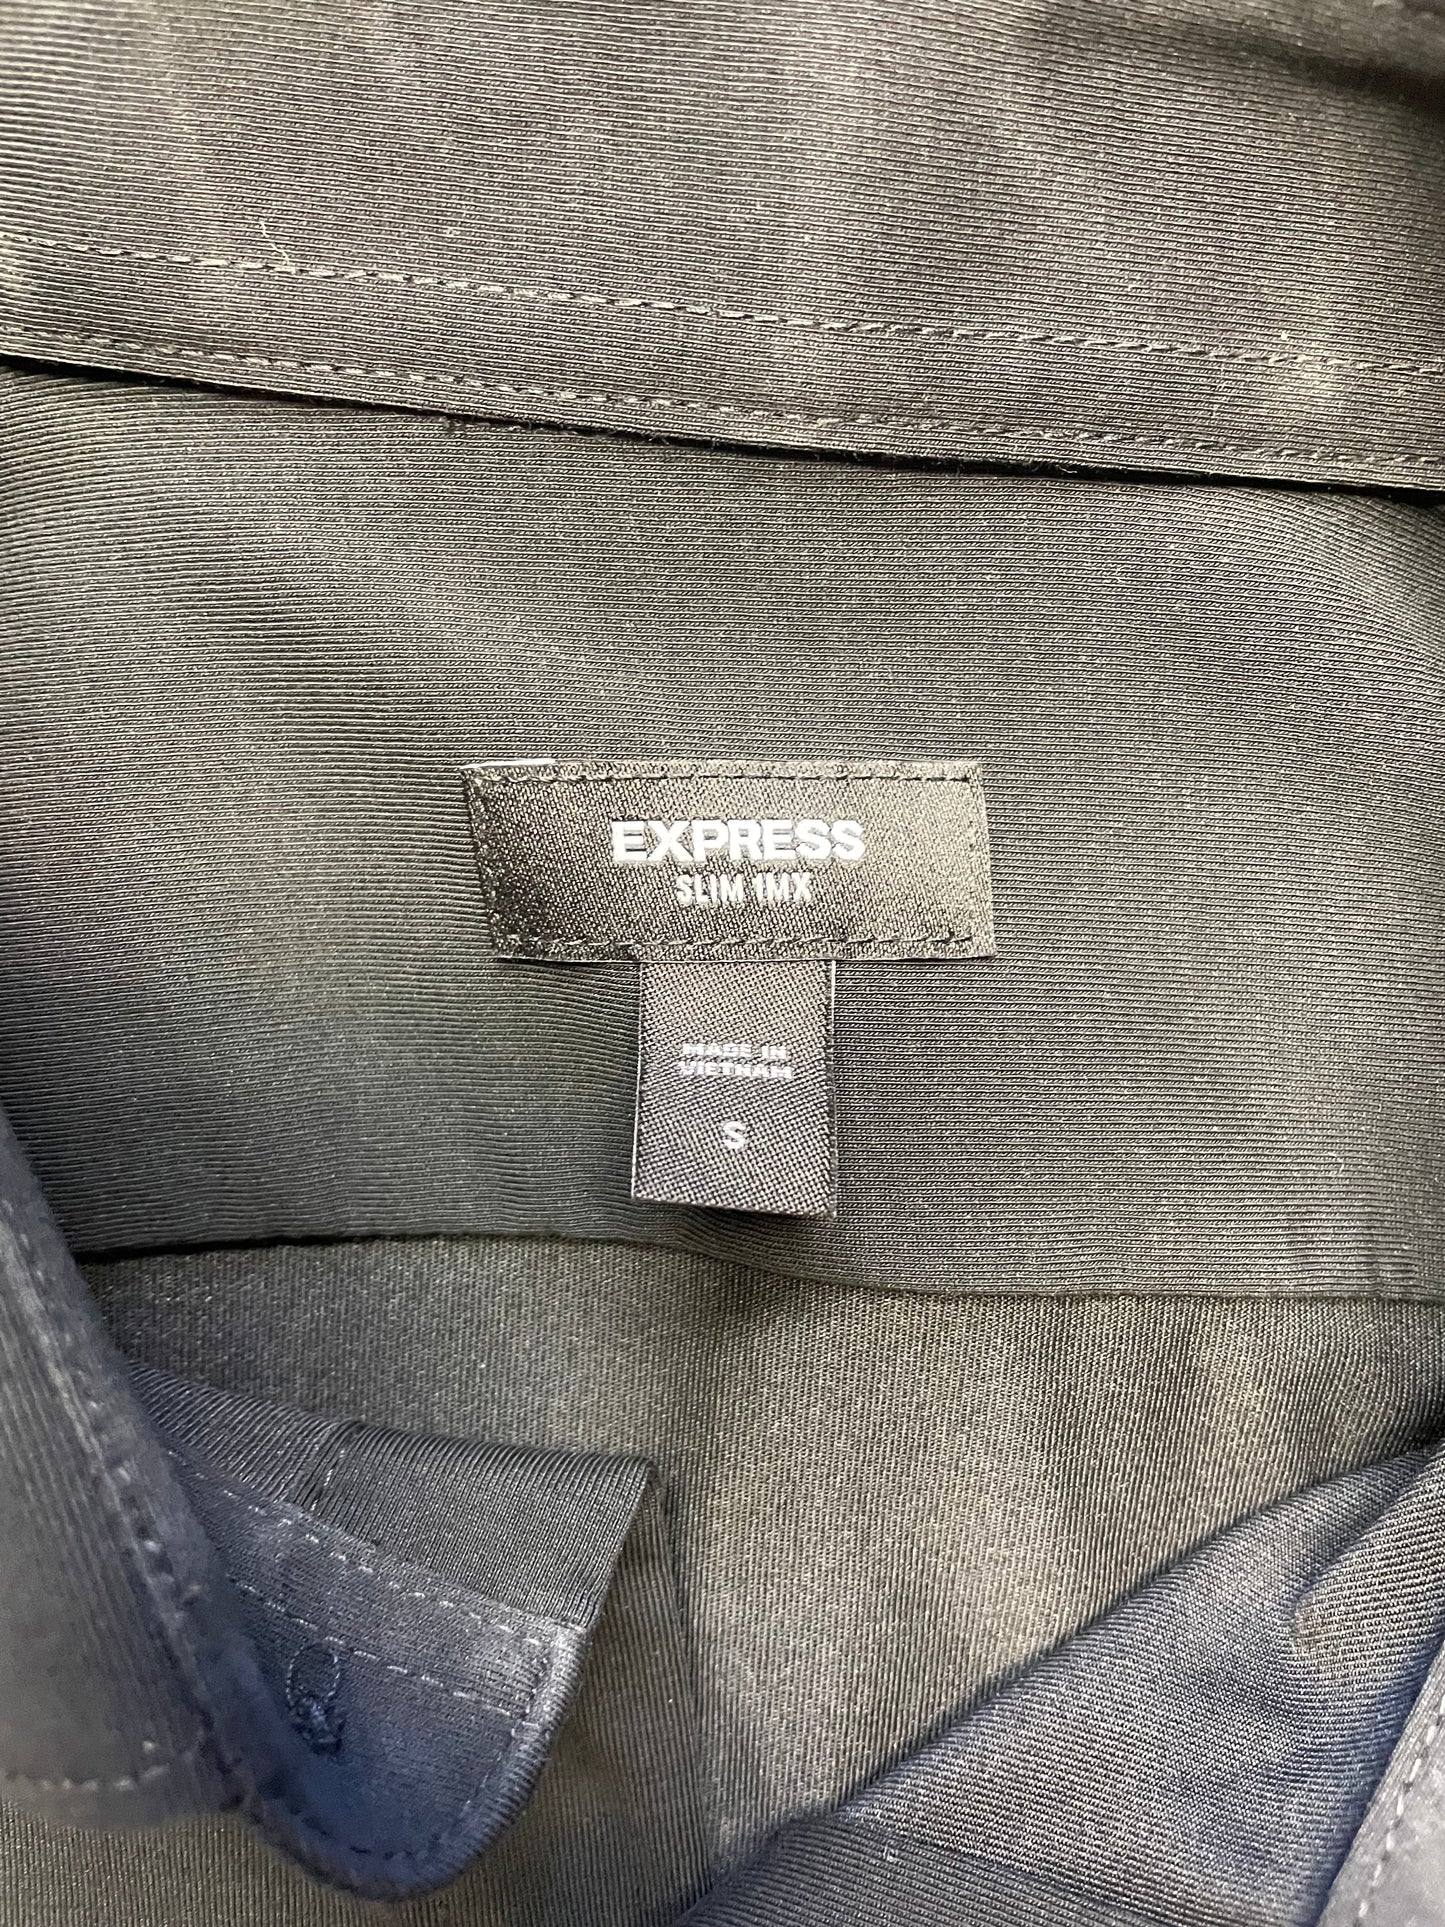 EXPRESS
SLIM 1MX
MADE IN
VIETNAM
S